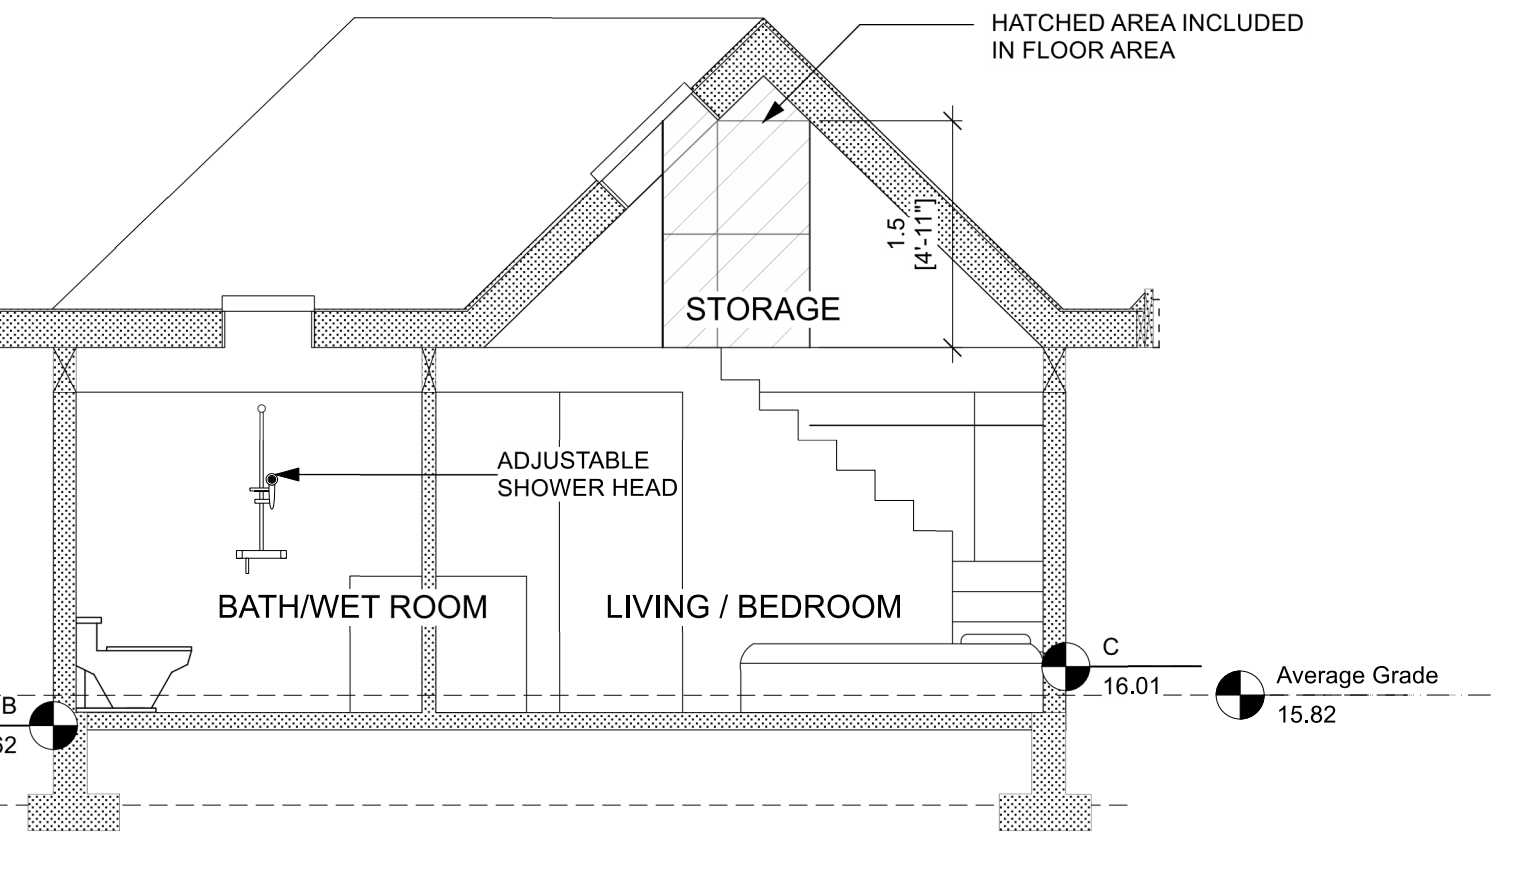 HATCHED AREA INCLUDED
IN FLOOR AREA
1.5
[4'-11"]
STORAGE
ADJUSTABLE
SHOWER HEAD
BATH/WET ROOM
LIVING / BEDROOM
C
16.01
Average Grade
15.82
B